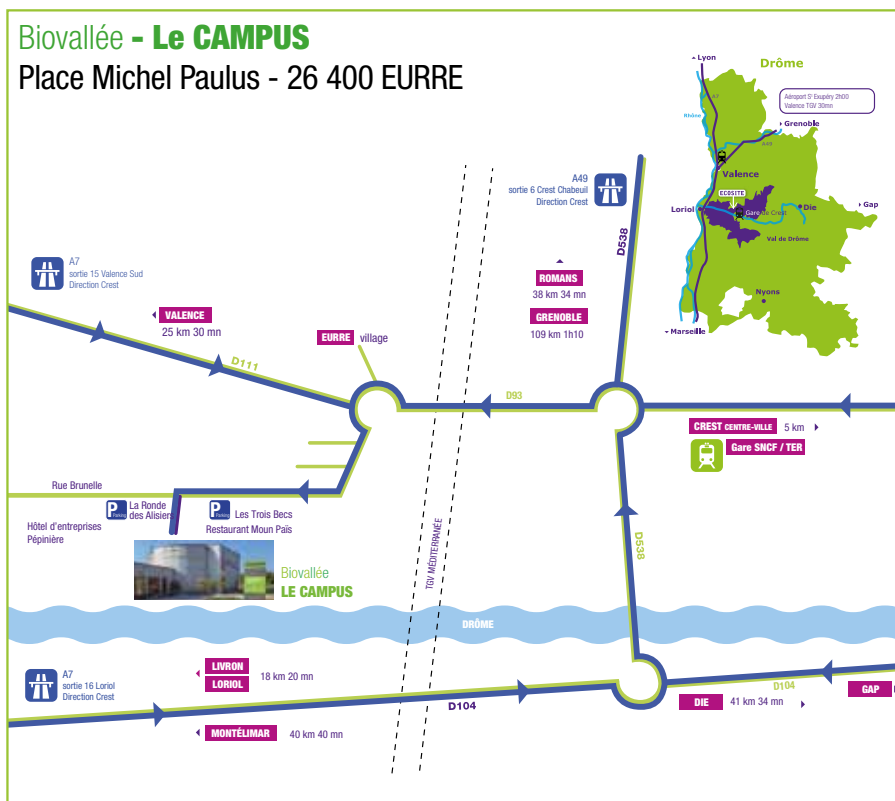 Biovallée - Le CAMPUS
Place Michel Paulus - 26 400 EURRE
Drôme
Lyon
A7
Rhône
Aéroport St Exupéry 2h00
Valence TGV 30mn
Grenoble
A49
Valence
ECOSITE
Loriol
Gare de Crest
Die
Gap
Val de Drôme
Nyons
Marseille
A49
sortie 6 Crest Chabeuil
Direction Crest
D538
A7
sortie 15 Valence Sud
Direction Crest
VALENCE
25 km 30 mn
D111
EURRE village
ROMANS
38 km 34 mn
GRENOBLE
109 km 1h10
D93
CREST CENTRE-VILLE 5 km
Gare SNCF / TER
Rue Brunelle
P Parking La Ronde
des Alisiers
P Parking Les Trois Becs
Restaurant Moun Païs
Hôtel d'entreprises
Pépinière
Biovallée
LE CAMPUS
TGV MÉDITERRANÉE
D538
DRÔME
A7
sortie 16 Loriol
Direction Crest
LIVRON
LORIOL
18 km 20 mn
D104
D104
DIE 41 km 34 mn
GAP
MONTÉLIMAR 40 km 40 mn